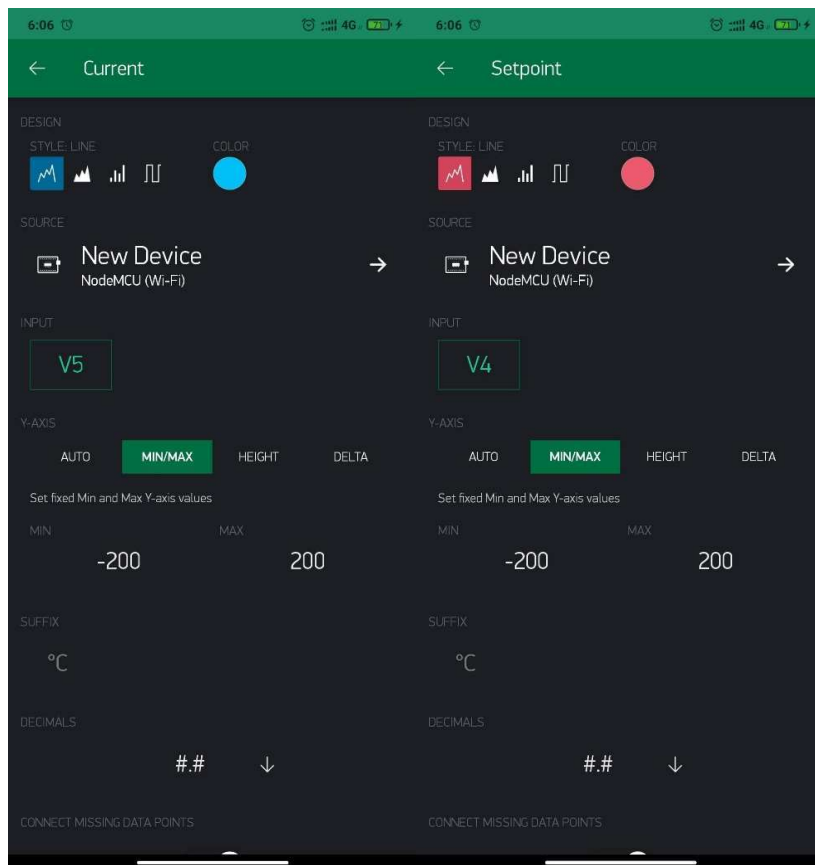 6:06 4G 71
Current
DESIGN
STYLE: LINE COLOR
SOURCE
New Device
NodeMCU (Wi-Fi)
INPUT
V5
Y-AXIS
AUTO MIN/MAX HEIGHT DELTA
Set fixed Min and Max Y-axis values
MIN MAX
-200 200
SUFFIX
°C
DECIMALS
#.#
CONNECT MISSING DATA POINTS
6:06 4G 71
Setpoint
DESIGN
STYLE: LINE COLOR
SOURCE
New Device
NodeMCU (Wi-Fi)
INPUT
V4
Y-AXIS
AUTO MIN/MAX HEIGHT DELTA
Set fixed Min and Max Y-axis values
MIN MAX
-200 200
SUFFIX
°C
DECIMALS
#.#
CONNECT MISSING DATA POINTS